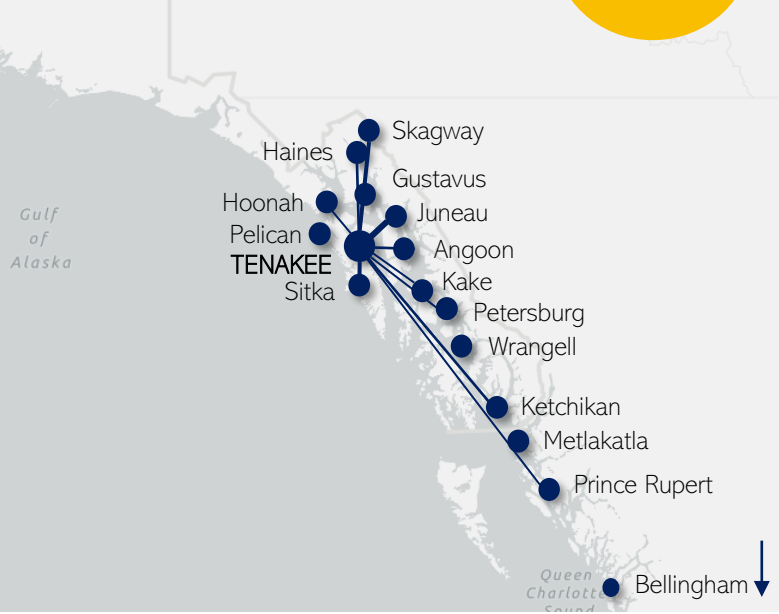 Skagway
Haines
Gustavus
Hoonah
Juneau
Gulf
of
Alaska
Pelican
Angoon
TENAKEE
Kake
Sitka
Petersburg
Wrangell
Ketchikan
Metlakatla
Prince Rupert
Queen
Charlotte
Sound
Bellingham